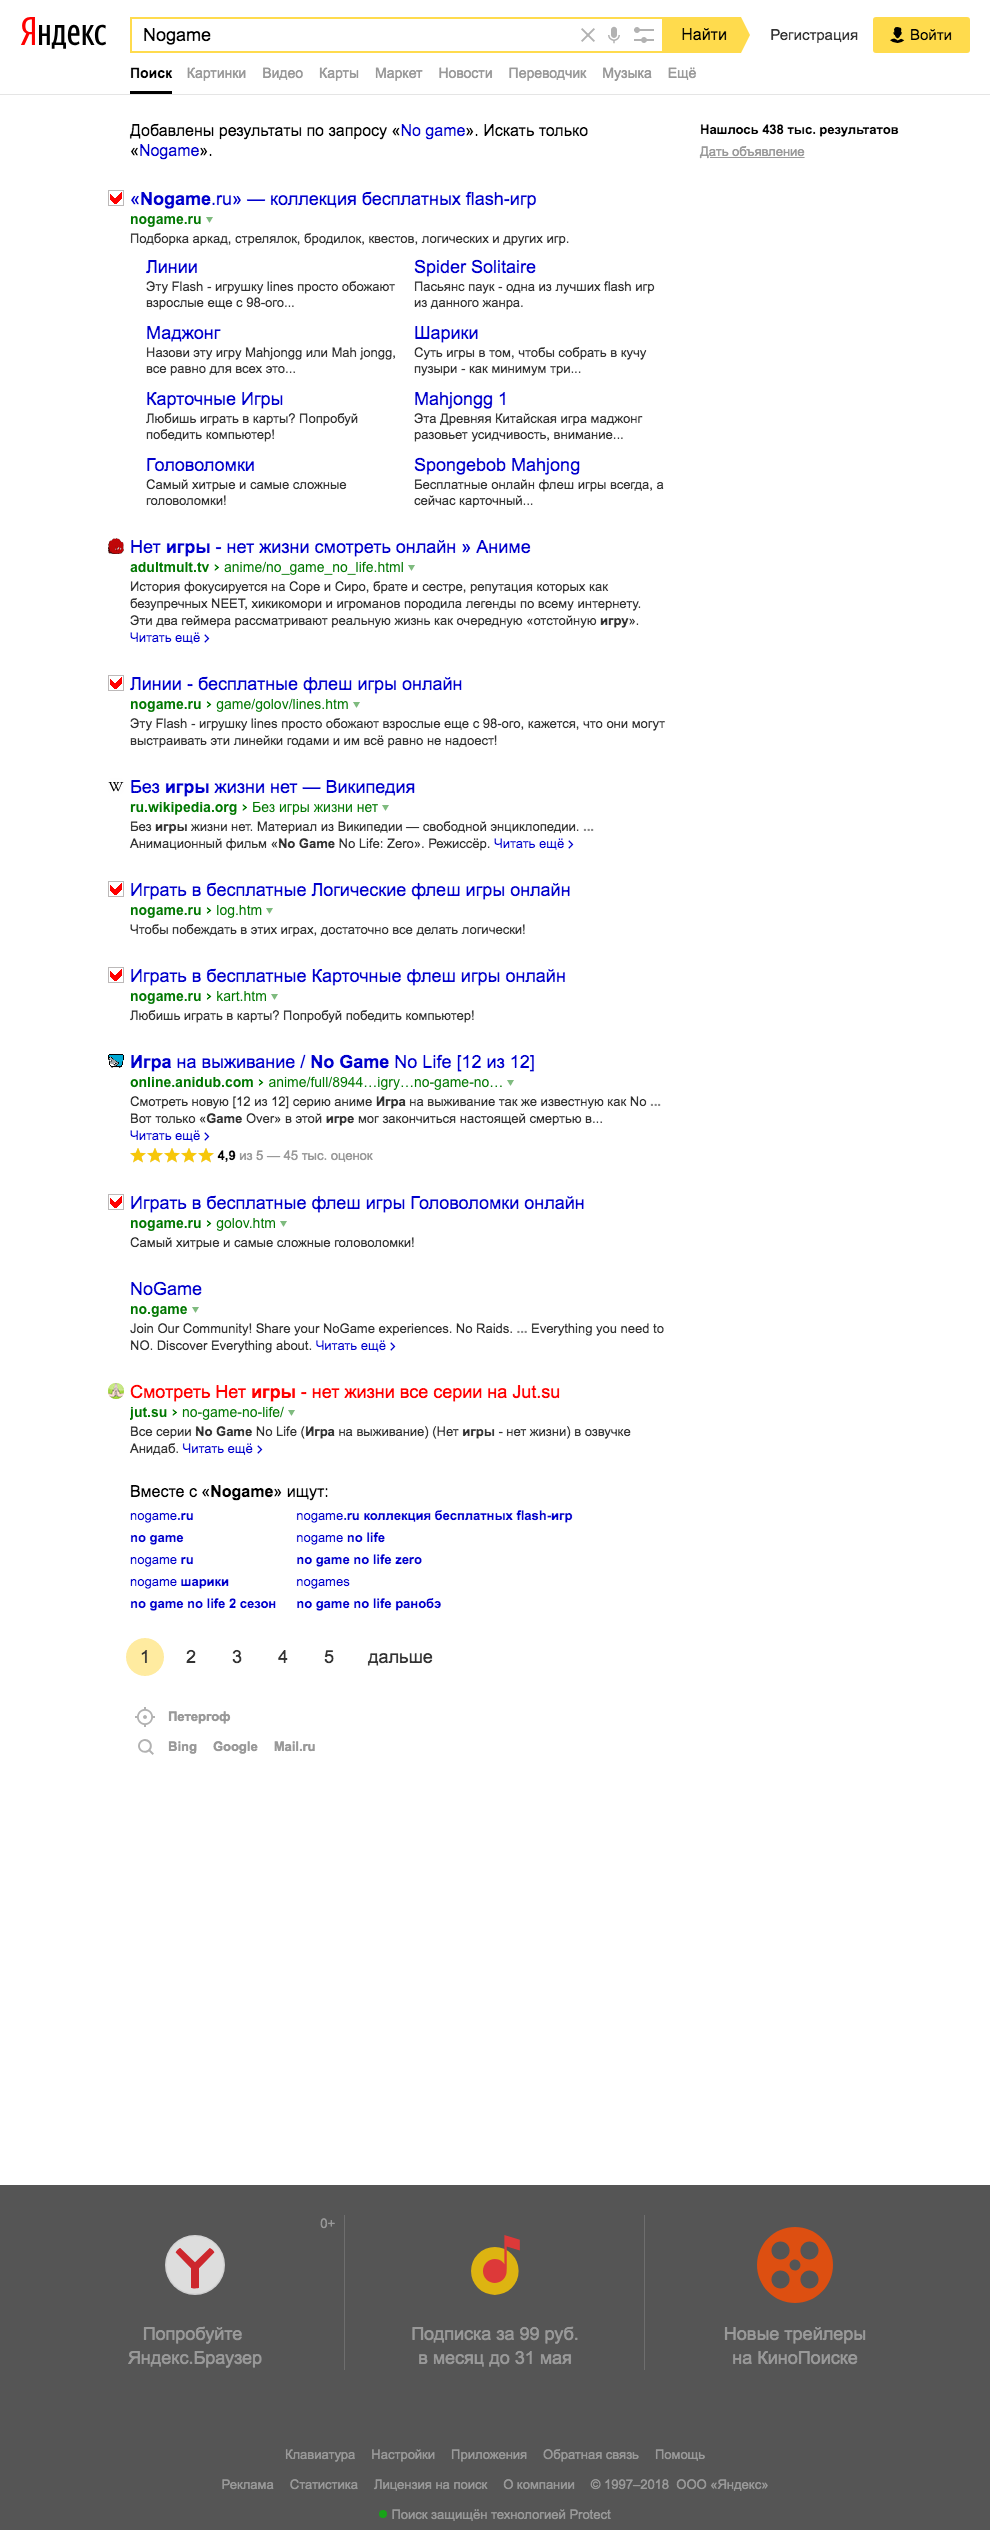 Яндекс
Nogame
Найти
Регистрация
Войти
Поиск Картинки Видео Карты Маркет Новости Переводчик Музыка Ещё
Добавлены результаты по запросу «No game». Искать только
«Nogame».
Нашлось 438 тыс. результатов
Дать объявление
«Nogame.ru» — коллекция бесплатных flash-игр
nogame.ru
Подборка аркад, стрелялок, бродилок, квестов, логических и других игр.
Линии
Эту Flash - игрушку lines просто обожают
взрослые еще с 98-ого...
Spider Solitaire
Пасьянс паук - одна из лучших flash игр
из данного жанра.
Маджонг
Назови эту игру Mahjongg или Mah jongg,
все равно для всех это...
Шарики
Суть игры в том, чтобы собрать в кучу
пузыри - как минимум три...
Карточные Игры
Любишь играть в карты? Попробуй
победить компьютер!
Mahjongg 1
Эта Древняя Китайская игра маджонг
разовьет усидчивость, внимание...
Головоломки
Самый хитрые и самые сложные
головоломки!
Spongebob Mahjong
Бесплатные онлайн флеш игры всегда, а
сейчас карточный...
Нет игры - нет жизни смотреть онлайн » Аниме
adultmult.tv › anime/no_game_no_life.html
История фокусируется на Соре и Сиро, брате и сестре, репутация которых как
безупречных NEET, хикикомори и игроманов породила легенды по всему интернету.
Эти два геймера рассматривают реальную жизнь как очередную «отстойную игру».
Читать ещё ›
Линии - бесплатные флеш игры онлайн
nogame.ru › game/golov/lines.htm
Эту Flash - игрушку lines просто обожают взрослые еще с 98-ого, кажется, что они могут
выстраивать эти линейки годами и им всё равно не надоест!
W
Без игры жизни нет — Википедия
ru.wikipedia.org › Без игры жизни нет
Без игры жизни нет. Материал из Википедии — свободной энциклопедии. ...
Анимационный фильм «No Game No Life: Zero». Режиссёр. Читать ещё ›
Играть в бесплатные Логические флеш игры онлайн
nogame.ru › log.htm
Чтобы побеждать в этих играх, достаточно все делать логически!
Играть в бесплатные Карточные флеш игры онлайн
nogame.ru › kart.htm
Любишь играть в карты? Попробуй победить компьютер!
Игра на выживание / No Game No Life [12 из 12]
online.anidub.com › anime/full/8944…igry…no-game-no…
Смотреть новую [12 из 12] серию аниме Игра на выживание так же известную как No ...
Вот только «Game Over» в этой игре мог закончиться настоящей смертью в...
Читать ещё ›
4,9 из 5 — 45 тыс. оценок
Играть в бесплатные флеш игры Головоломки онлайн
nogame.ru › golov.htm
Самый хитрые и самые сложные головоломки!
NoGame
no.game
Join Our Community! Share your NoGame experiences. No Raids. ... Everything you need to
NO. Discover Everything about. Читать ещё ›
Смотреть Нет игры - нет жизни все серии на Jut.su
jut.su › no-game-no-life/
Все серии No Game No Life (Игра на выживание) (Нет игры - нет жизни) в озвучке
Анидаб. Читать ещё ›
Вместе с «Nogame» ищут:
nogame.ru
nogame.ru коллекция бесплатных flash-игр
no game
nogame no life
nogame ru
no game no life zero
nogame шарики
nogames
no game no life 2 сезон
no game no life ранобэ
1 2 3 4 5 дальше
Петергоф
Bing Google Mail.ru
0+
Попробуйте
Яндекс.Браузер
Подписка за 99 руб.
в месяц до 31 мая
Новые трейлеры
на КиноПоиске
Клавиатура Настройки Приложения Обратная связь Помощь
Реклама Статистика Лицензия на поиск О компании © 1997–2018 ООО «Яндекс»
Поиск защищён технологией Protect